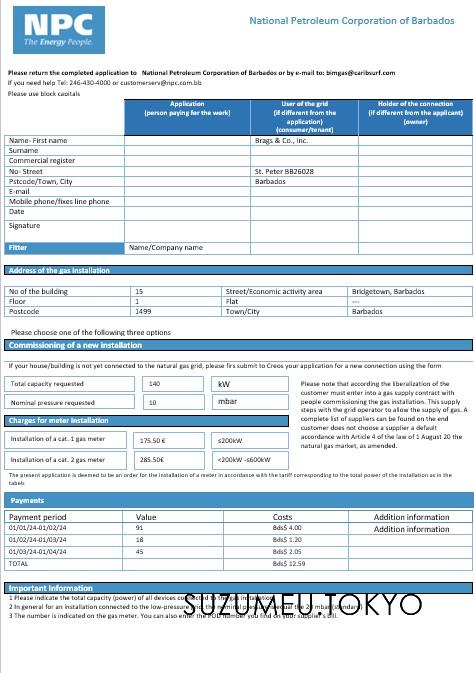 NPC
The Energy People.
National Petroleum Corporation of Barbados
Please return the completed application to National Petroleum Corporation of Barbados or by e-mail to: bimgas@caribsurf.com
If you need help Tel: 246-430-4000 or customerserv@npc.com.bb
Please use block capitals
Application (person paying for the work) User of the grid (if different from the application) (consumer/tenant) Holder of the connection (if different from the applicant) (owner)
Name- First name Brags & Co., Inc.
Surname
Commercial register
No- Street St. Peter BB26028
Pstcode/Town, City Barbados
E-mail
Mobile phone/fixes line phone
Date
Signature
Fitter Name/Company name
Address of the gas installation
No of the building 15 Street/Economic activity area Bridgetown, Barbados
Floor 1 Flat ---
Postcode 1499 Town/City Barbados
Please choose one of the following three options
Commissioning of a new installation
If your house/building is not yet connected to the natural gas grid, please firs submit to Creos your application for a new connection using the form
Total capacity requested 140 kW
Nominal pressure requested 10 mbar
Charges for meter installation
Installation of a cat. 1 gas meter 175.50 € ≤200kW
Installation of a cat. 2 gas meter 285.50€ <200kW -≤600kW
Please note that according the liberalization of the
customer must enter into a gas supply contract with
people commissioning the gas installation. This supply
steps with the grid operator to allow the supply of gas. A
complete list of suppliers can be found on the end
customer does not choose a supplier a default
accordance with Article 4 of the law of 1 August 20 the
natural gas market, as amended.
The present application is deemed to be an order for the installation of a meter in accordance with the tariff corresponding to the total power of the installation as in the
tabels
Payments
Payment period Value Costs Addition information
01/01/24-01/02/24 91 Bds$ 4.00 Addition information
01/02/24-01/03/24 18 Bds$ 1.20
01/03/24-01/04/24 45 Bds$ 2.05
TOTAL Bds$ 12.59
Important Information
1 Please indicate the total capacity (power) of all devices connected to the gas installation
2 In general for an installation connected to the low-pressure grid, the nominal pressure is equal the 20 mbar (standard)
3 The number is indicated on the gas meter. You can also enter the POD number you find on your supplier's bill.